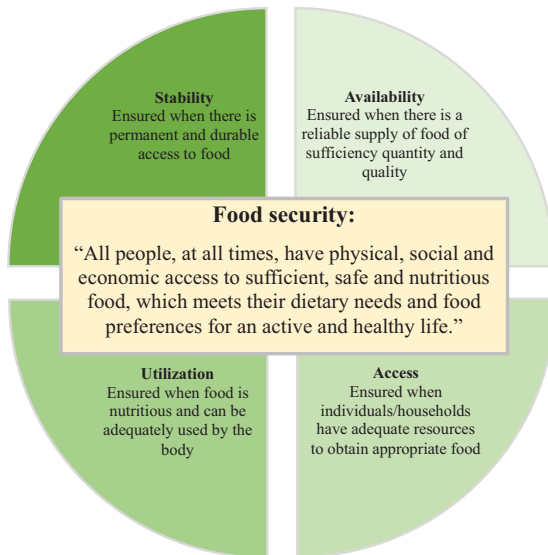 Stability
Ensured when there is
permanent and durable
access to food
Availability
Ensured when there is a
reliable supply of food of
sufficiency quantity and
quality
Food security:
“All people, at all times, have physical, social and
economic access to sufficient, safe and nutritious
food, which meets their dietary needs and food
preferences for an active and healthy life.”
Utilization
Ensured when food is
nutritious and can be
adequately used by the
body
Access
Ensured when
individuals/households
have adequate resources
to obtain appropriate food